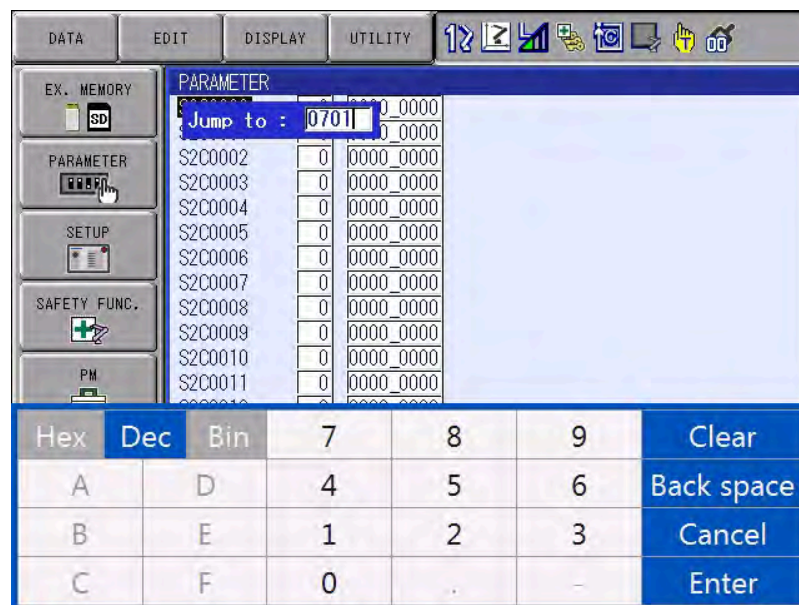 DATA EDIT DISPLAY UTILITY
EX. MEMORY
SD
PARAMETER
SETUP
SAFETY FUNC.
PM
PARAMETER
Jump to : 0701 0_0000
0_0000
S2C0002 0 0000_0000
S2C0003 0 0000_0000
S2C0004 0 0000_0000
S2C0005 0 0000_0000
S2C0006 0 0000_0000
S2C0007 0 0000_0000
S2C0008 0 0000_0000
S2C0009 0 0000_0000
S2C0010 0 0000_0000
S2C0011 0 0000_0000
Hex Dec Bin 7 8 9 Clear
A D 4 5 6 Back space
B E 1 2 3 Cancel
C F 0 . - Enter